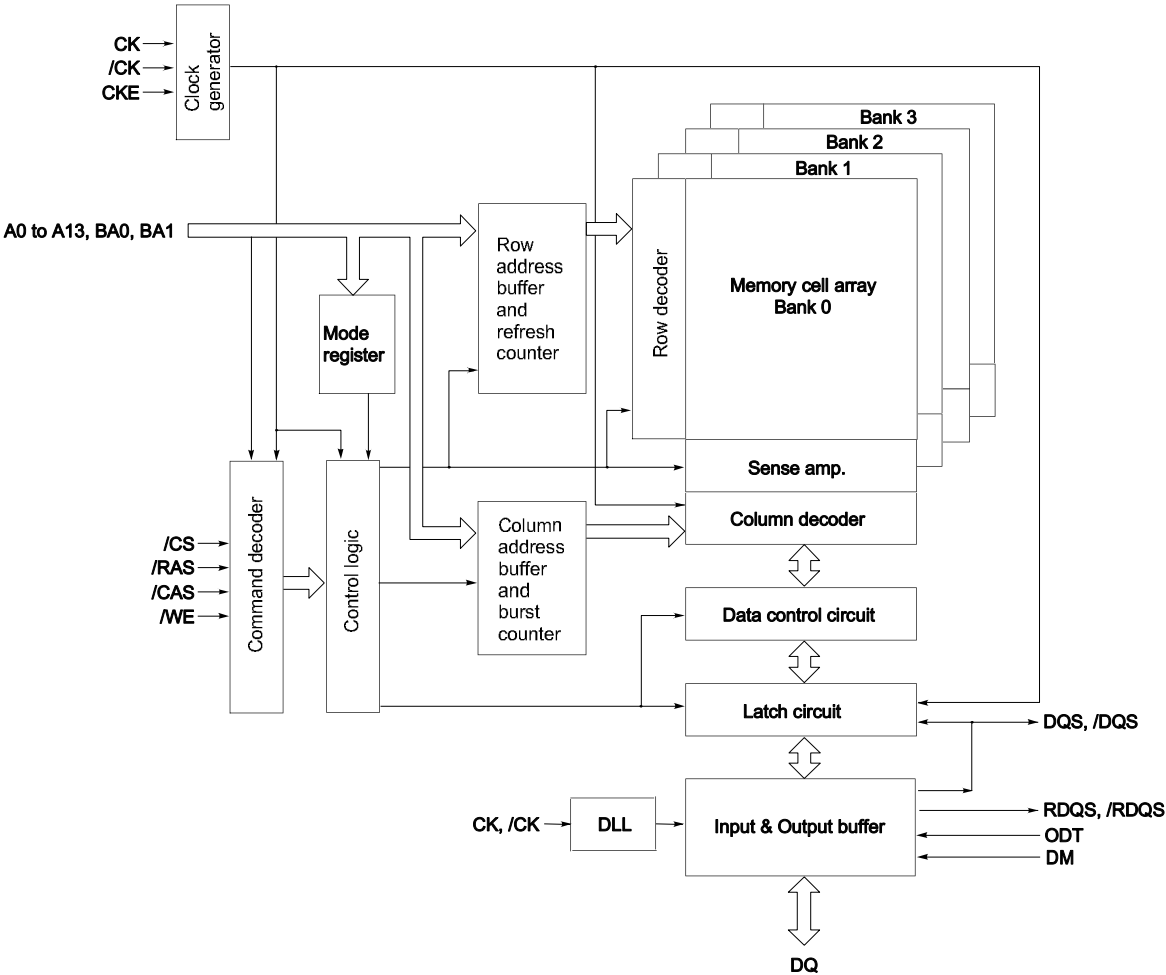 CK
/CK
CKE
Clock
generator
Bank 3
Bank 2
Bank 1
A0 to A13, BA0, BA1
Row
address
buffer
and
refresh
counter
Row decoder
Memory cell array
Bank 0
Mode
register
Sense amp.
Command decoder
Control logic
Column
address
buffer
and
burst
counter
Column decoder
/CS
/RAS
/CAS
/WE
Data control circuit
Latch circuit
DQS, /DQS
CK, /CK
DLL
Input & Output buffer
RDQS, /RDQS
ODT
DM
DQ